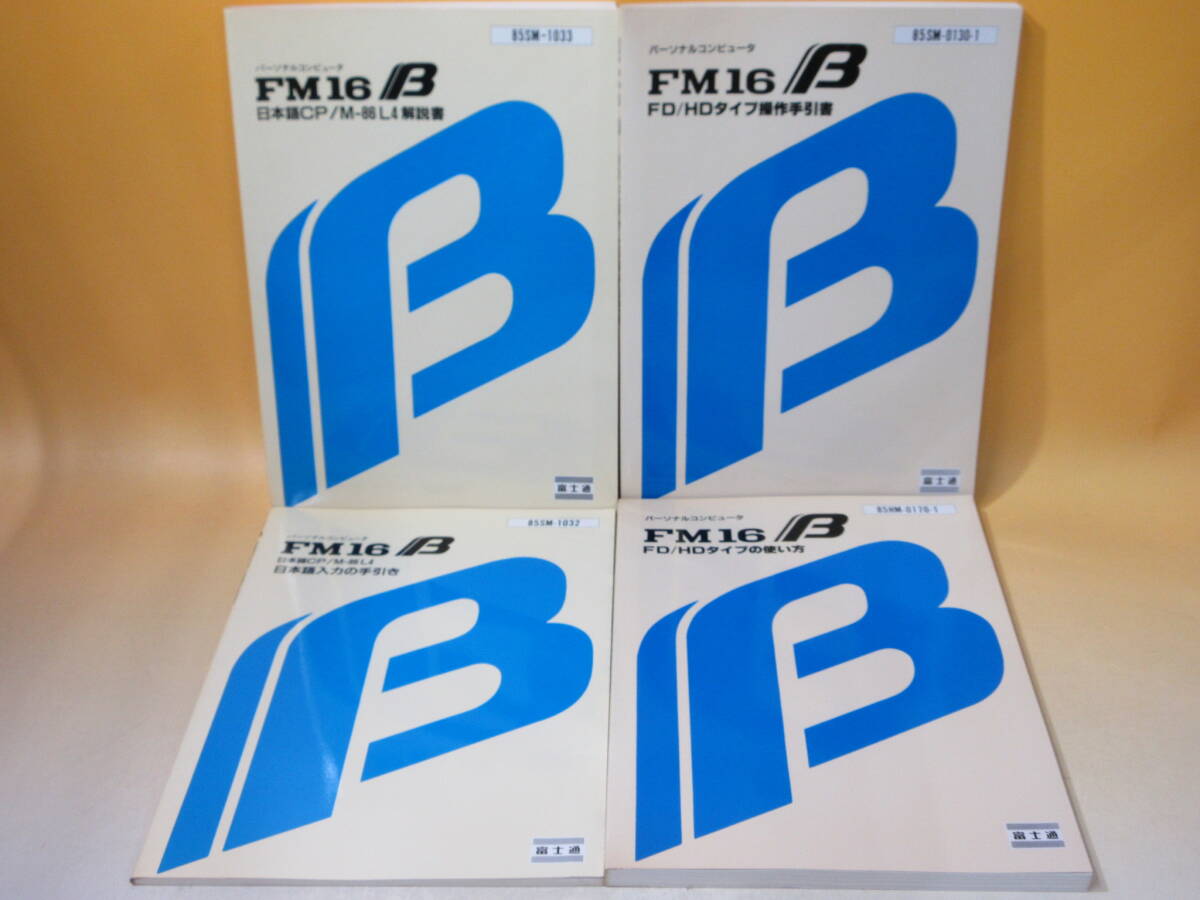 85SM-1033
パーソナルコンピュータ
FM16β
日本語CP/M-86 L4 解説書
富士通
85SM-0130-1
パーソナルコンピュータ
FM16β
FD/HDタイプ操作手引書
富士通
85SM-1032
パーソナルコンピュータ
FM16β
日本語CP/M-86 L4
日本語入力の手引き
富士通
85HM-0170-1
パーソナルコンピュータ
FM16β
FD/HDタイプの使い方
富士通